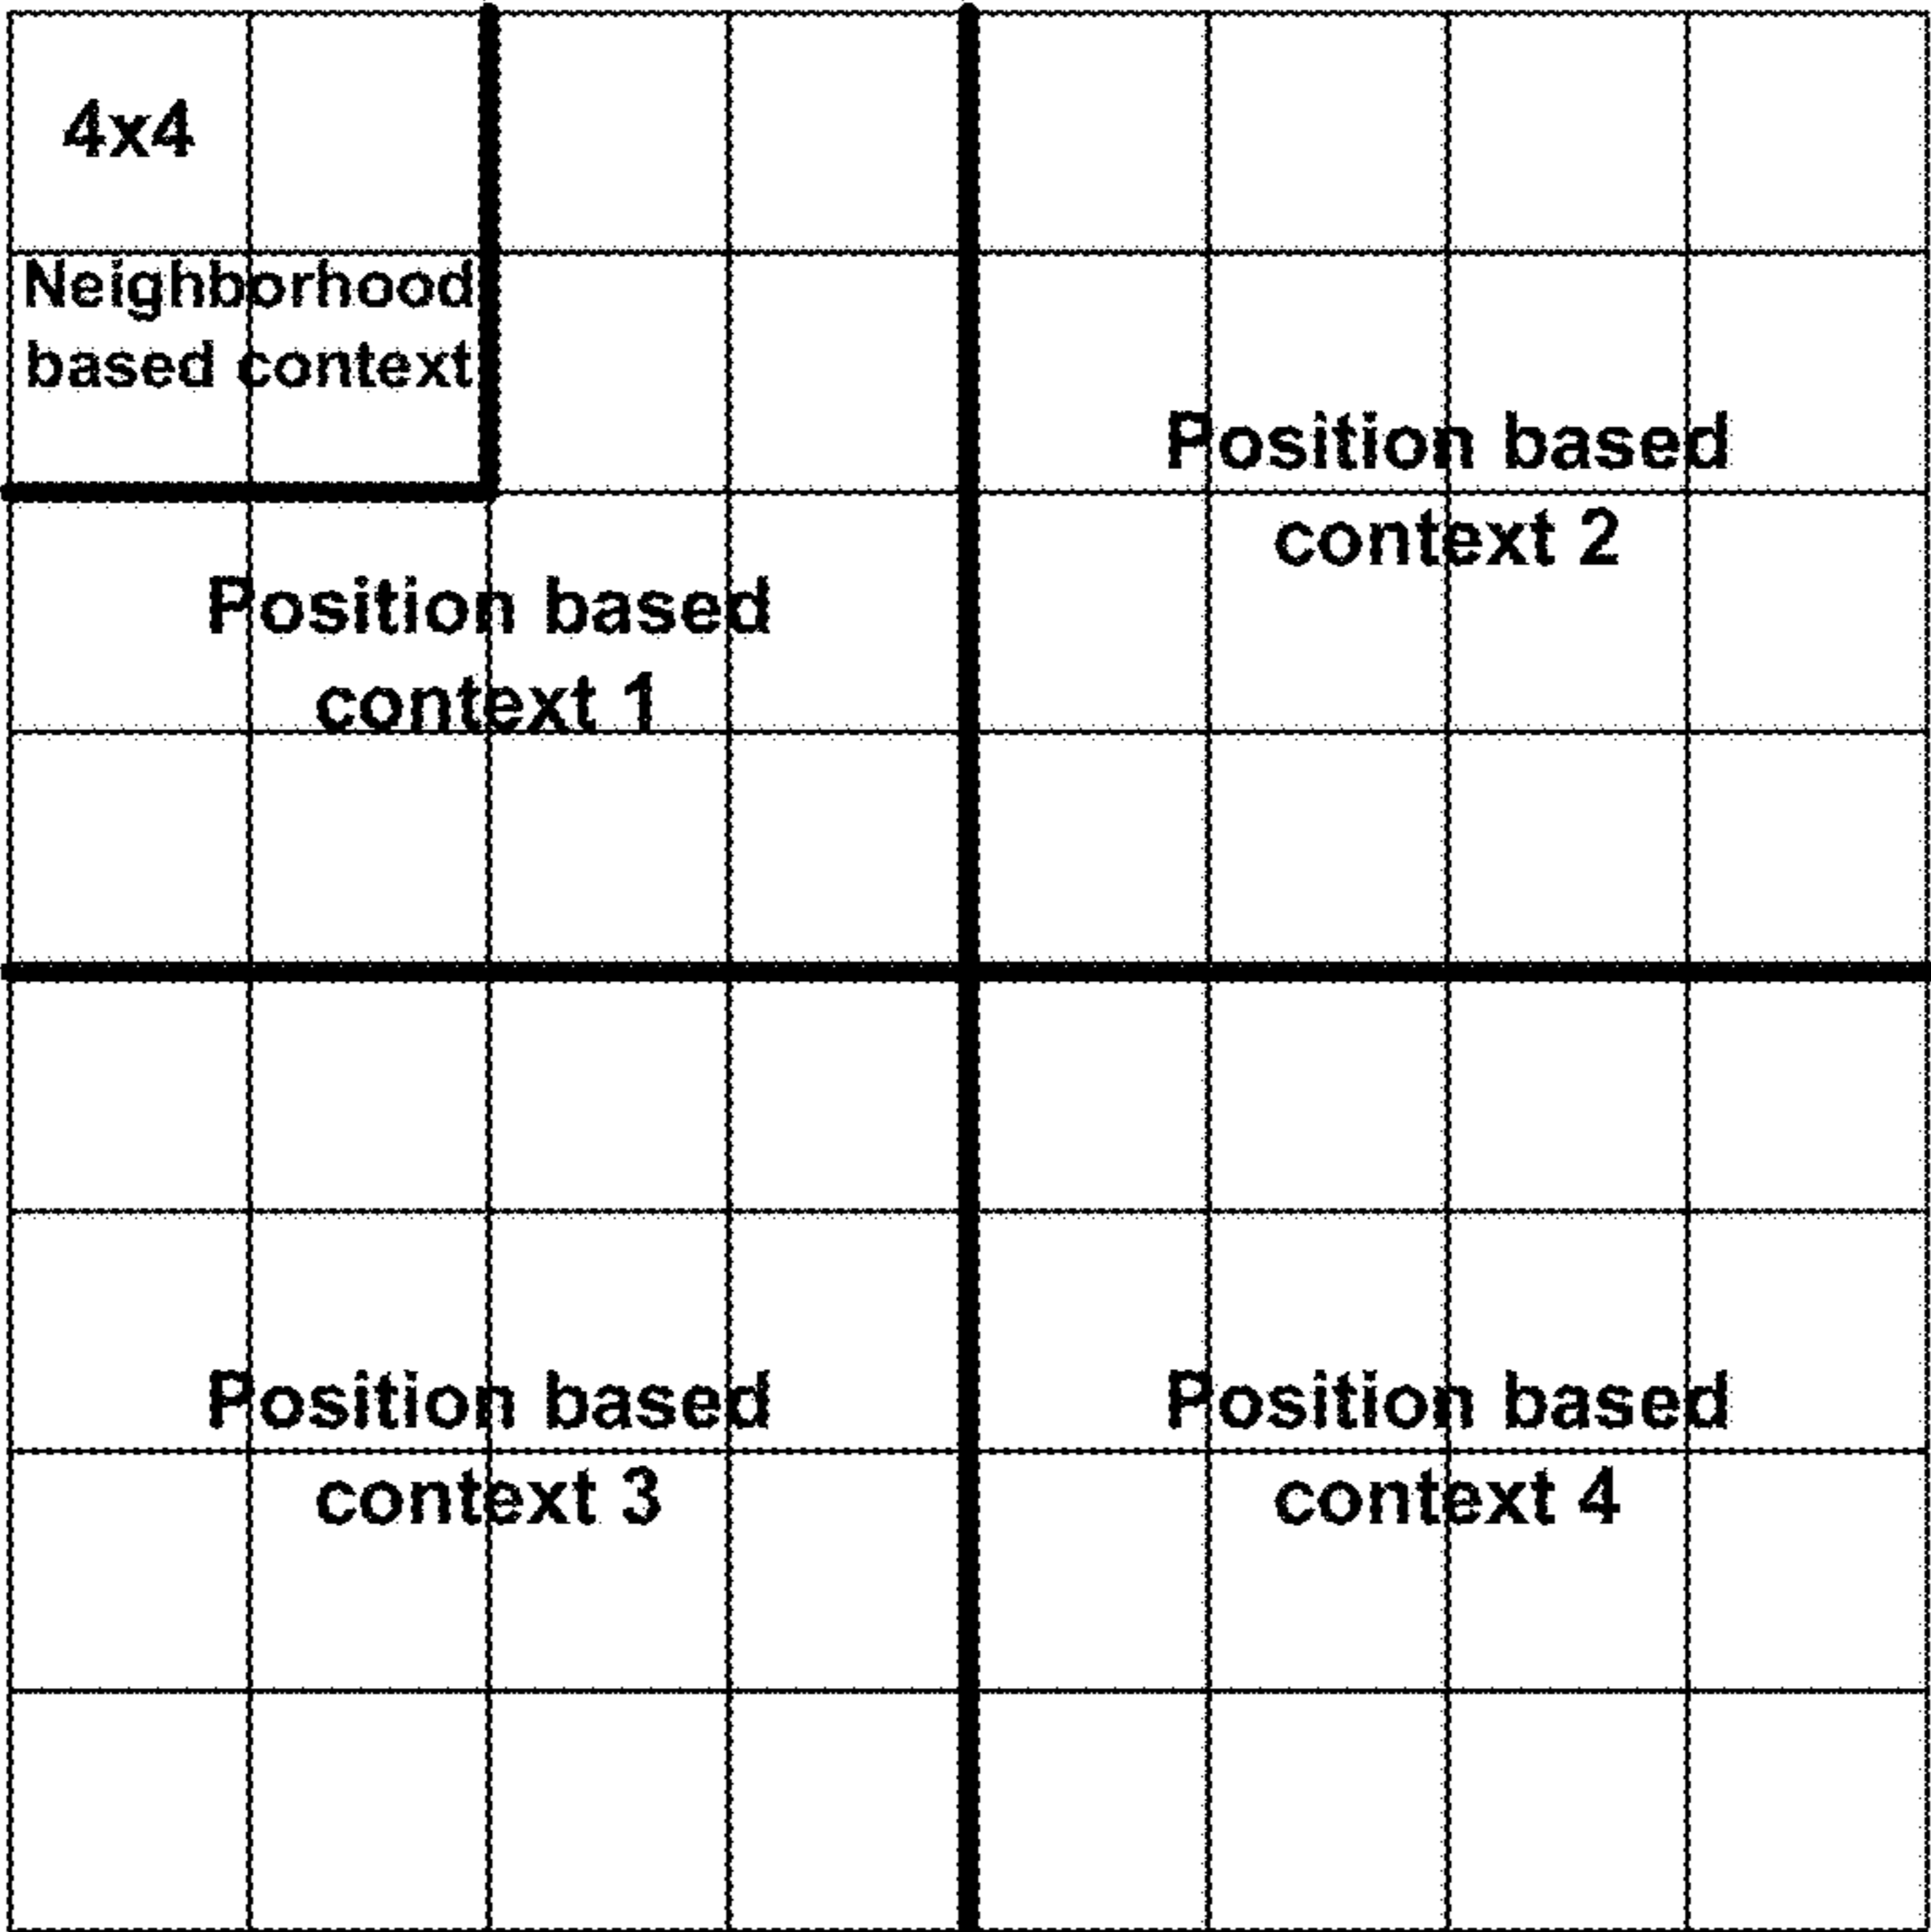 4x4
Neighborhood
based context
Position based
context 1
Position based
context 2
Position based
context 3
Position based
context 4